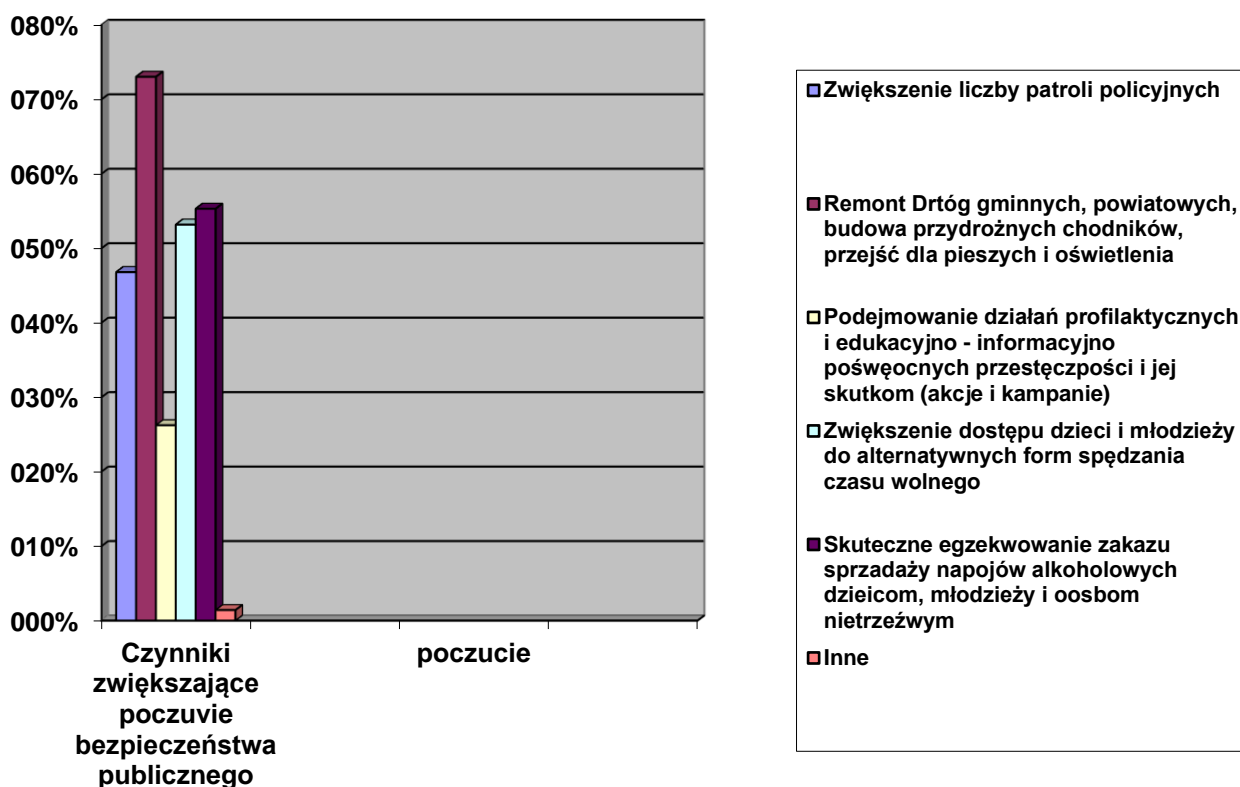 080%
070%
060%
050%
040%
030%
020%
010%
000%
Czynniki
zwiększające
poczuvie
bezpieczeństwa
publicznego
poczucie
Zwiększenie liczby patroli policyjnych
Remont Drtóg gminnych, powiatowych,
budowa przydrożnych chodników,
przejść dla pieszych i oświetlenia
Podejmowanie działań profilaktycznych
i edukacyjno - informacyjno
pośwęocnych przestęczpości i jej
skutkom (akcje i kampanie)
Zwiększenie dostępu dzieci i młodzieży
do alternatywnych form spędzania
czasu wolnego
Skuteczne egzekwowanie zakazu
sprzadaży napojów alkoholowych
dzieicom, młodzieży i oosbom
nietrzeźwym
Inne